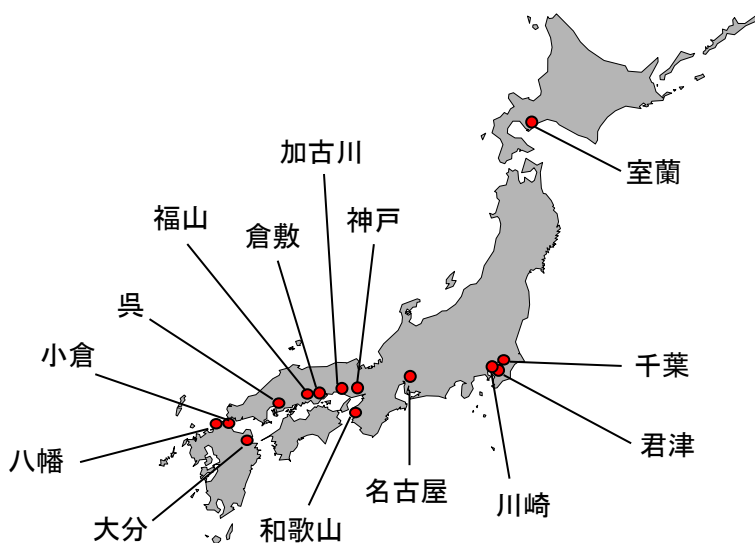 加古川
室蘭
福山
倉敷
神戸
呉
小倉
千葉
君津
八幡
名古屋
川崎
大分
和歌山